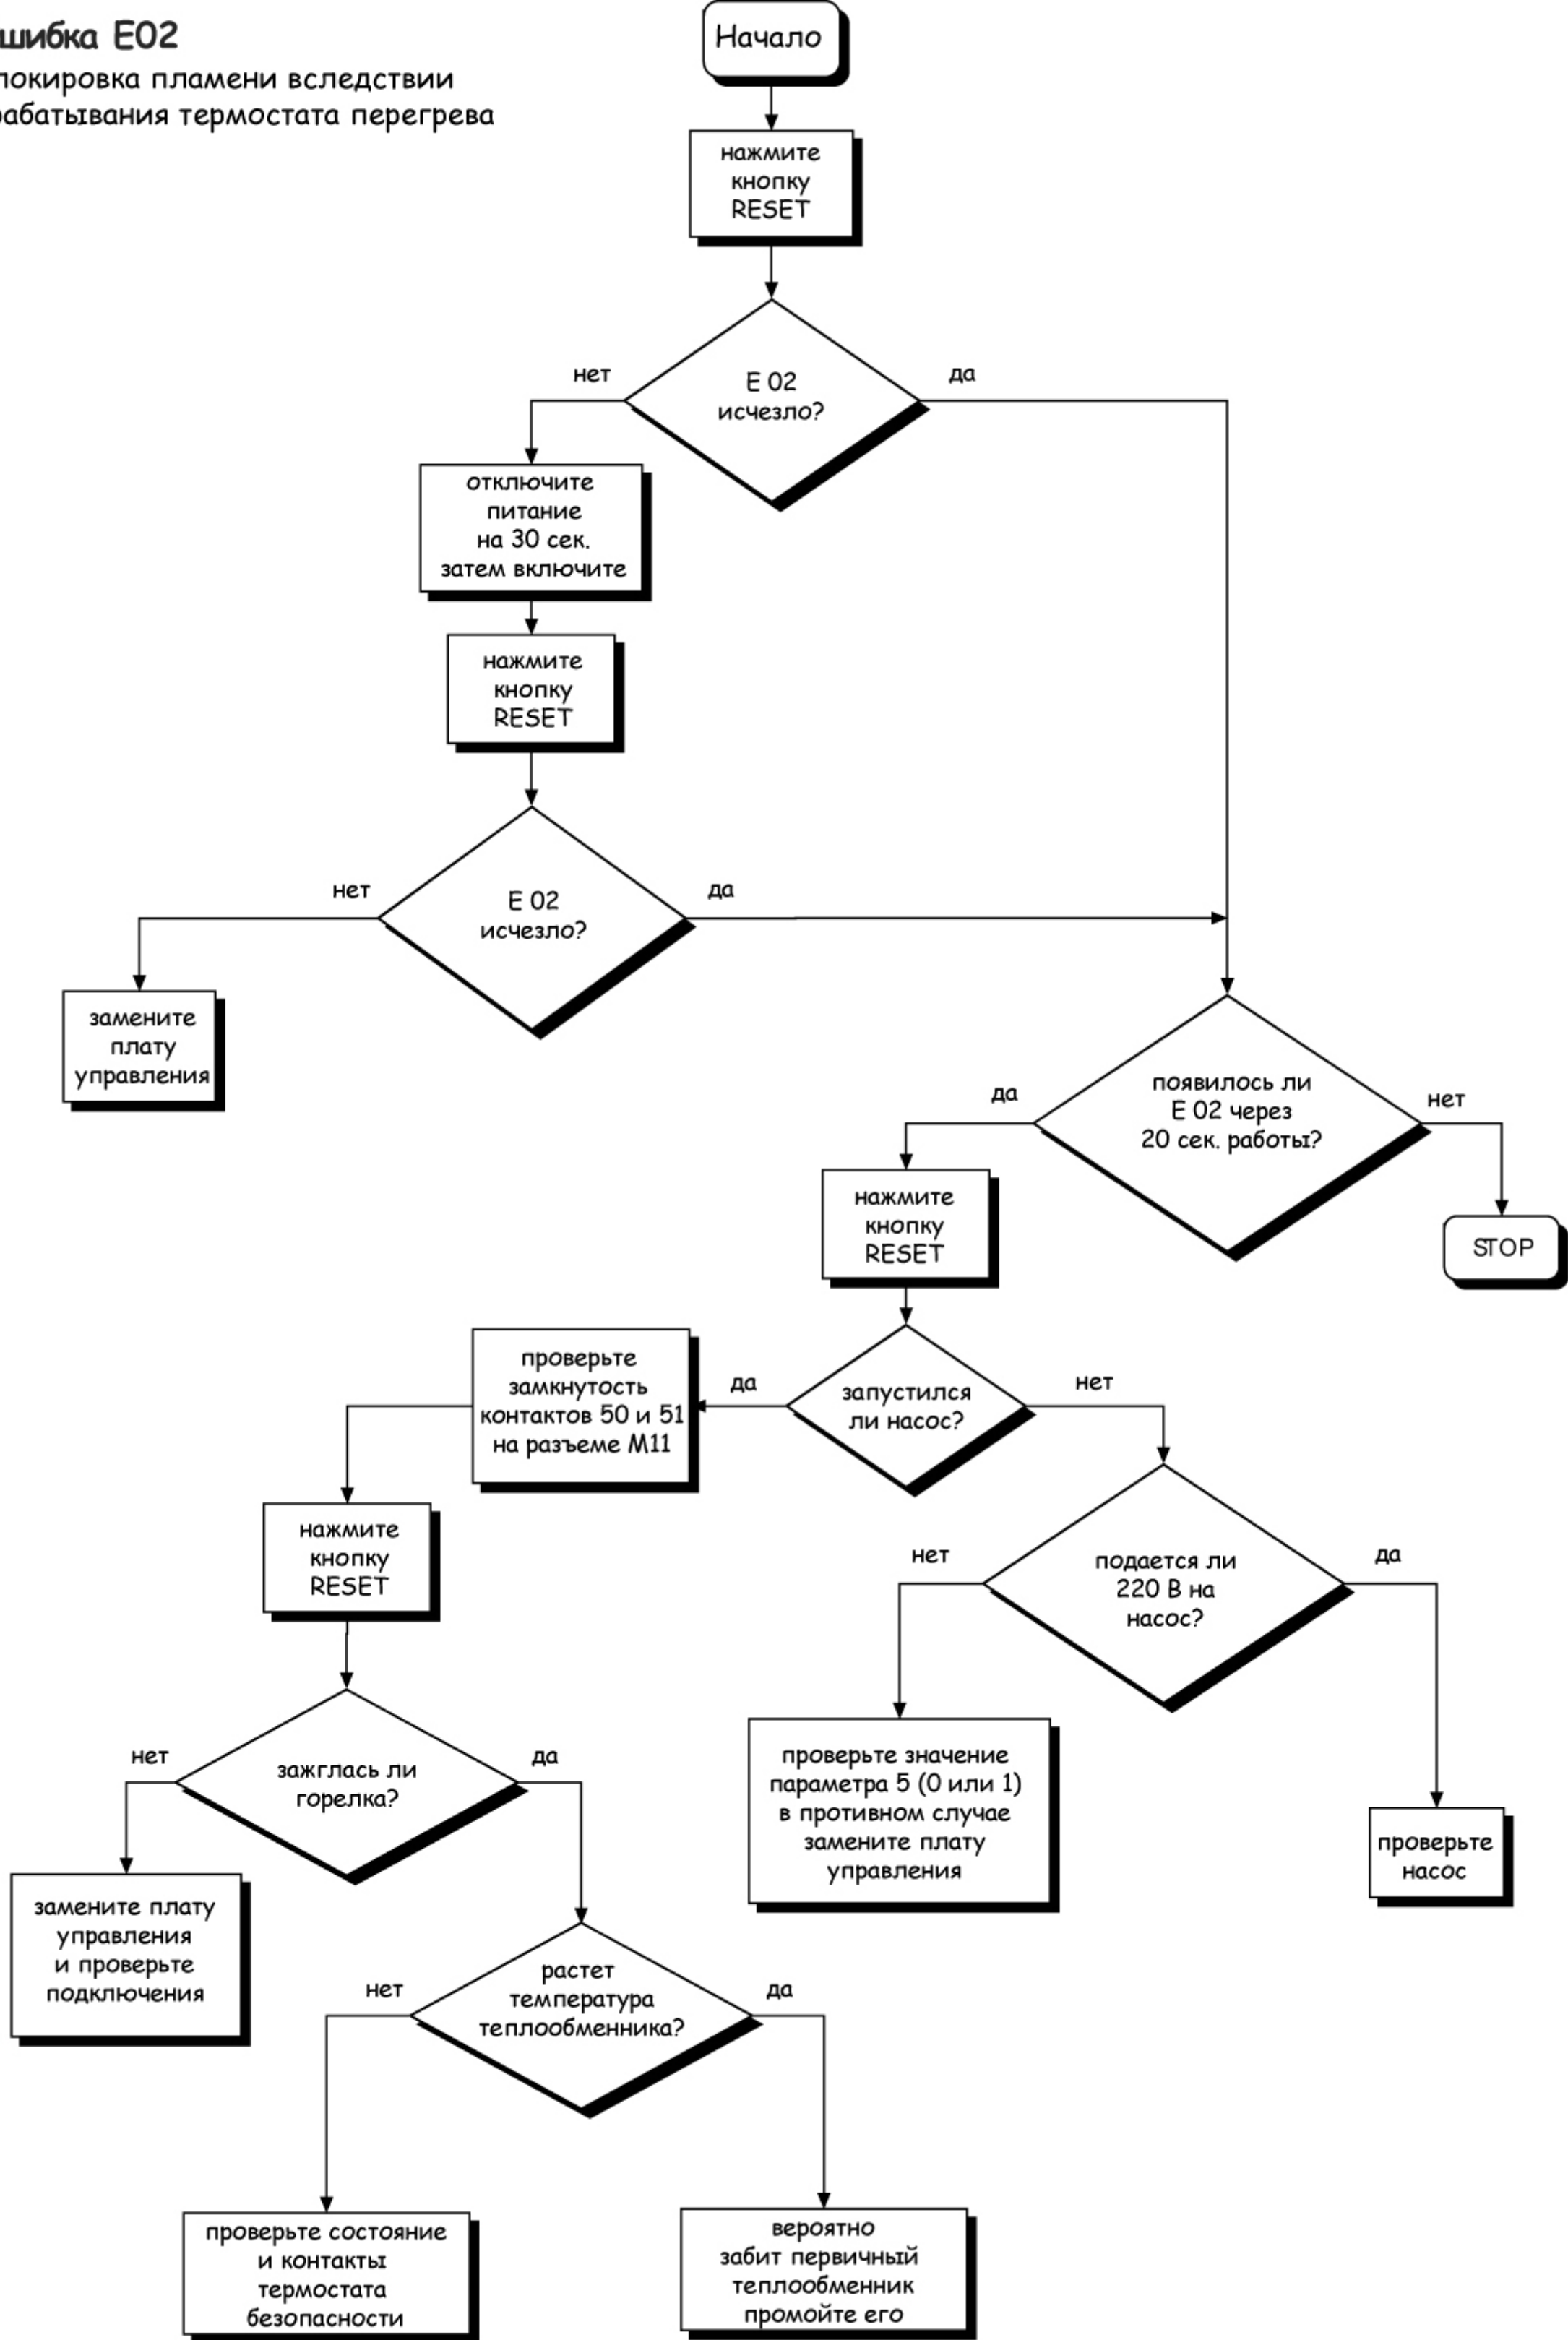 шибка E02
локировка пламени вследствии
рабатывания термостата перегрева
Начало
нажмите
кнопку
RESET
нет
E 02
исчезло?
да
отключите
питание
на 30 сек.
затем включите
нажмите
кнопку
RESET
нет
E 02
исчезло?
да
замените
плату
управления
да
появилось ли
E 02 через
20 сек. работы?
нет
STOP
нажмите
кнопку
RESET
проверьте
замкнутость
контактов 50 и 51
на разъеме M11
да
запустился
ли насос?
нет
нажмите
кнопку
RESET
нет
подается ли
220 В на
насос?
да
нет
зажглась ли
горелка?
да
проверьте значение
параметра 5 (0 или 1)
в противном случае
замените плату
управления
проверьте
насос
замените плату
управления
и проверьте
подключения
нет
растет
температура
теплообменника?
да
проверьте состояние
и контакты
термостата
безопасности
вероятно
забит первичный
теплообменник
промойте его